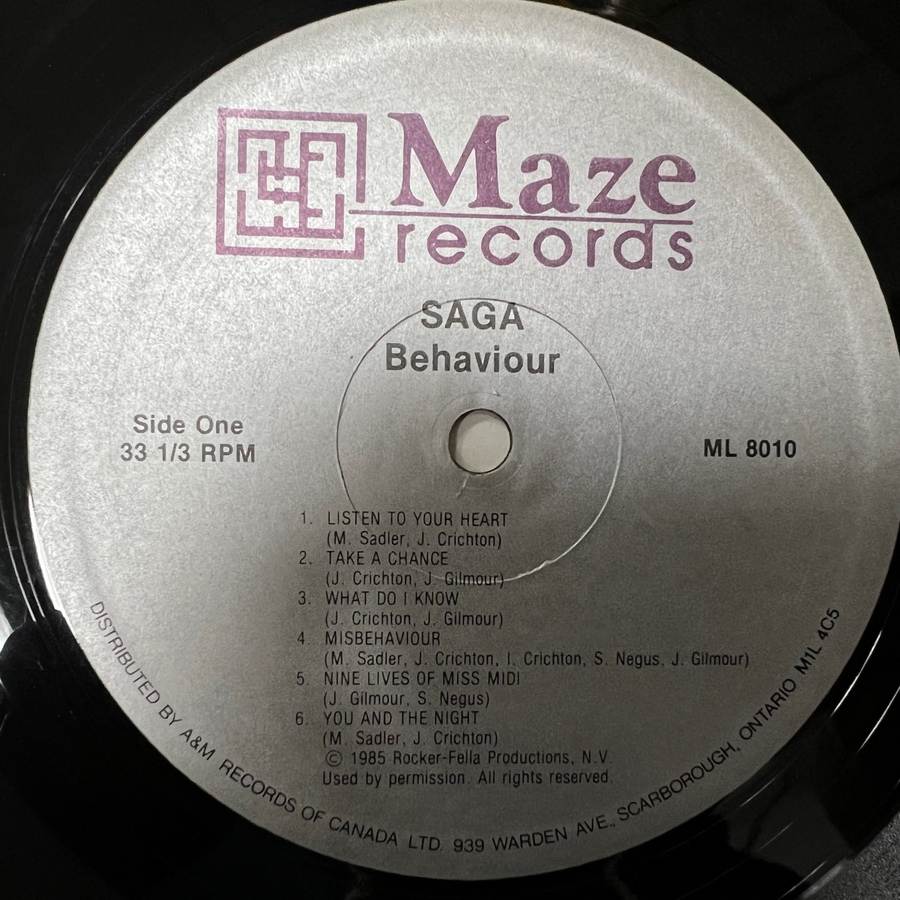 Maze
records
SAGA
Behaviour
Side One
33 1/3 RPM
ML 8010
1. LISTEN TO YOUR HEART
(M. Sadler, J. Crichton)
2. TAKE A CHANCE
(J. Crichton, J. Gilmour)
3. WHAT DO I KNOW
(J. Crichton, J. Gilmour)
4. MISBEHAVIOUR
(M. Sadler, J. Crichton, I. Crichton, S. Negus, J. Gilmour)
5. NINE LIVES OF MISS MIDI
(J. Gilmour, S. Negus)
6. YOU AND THE NIGHT
(M. Sadler, J. Crichton)
© 1985 Rocker-Fella Productions, N.V.
Used by permission. All rights reserved.
DISTRIBUTED BY A&M RECORDS OF CANADA LTD. 939 WARDEN AVE., SCARBOROUGH, ONTARIO M1L 4C5